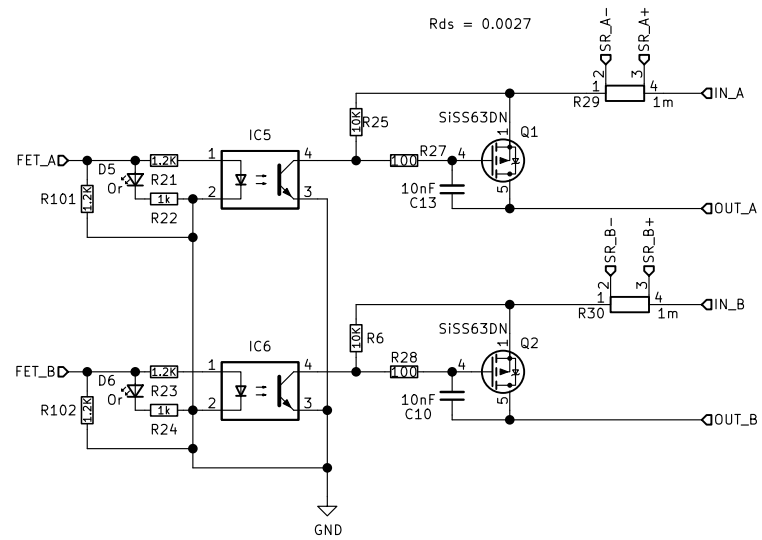 Rds = 0.0027
SR_A-
SR_A+
2
3
1
4
IN_A
R29
1m
10K
R25
SiSS63DN
Q1
1
IC5
FET_A
D5
Or
1.2K
R21
1
4
100
R27
4
R101
1.2K
1k
R22
2
3
10nF
C13
5
OUT_A
SR_B-
SR_B+
2
3
1
4
IN_B
R30
1m
10K
R6
SiSS63DN
Q2
1
IC6
FET_B
D6
Or
1.2K
R23
1
4
R28
100
4
R102
1.2K
1k
R24
2
3
10nF
C10
5
OUT_B
GND